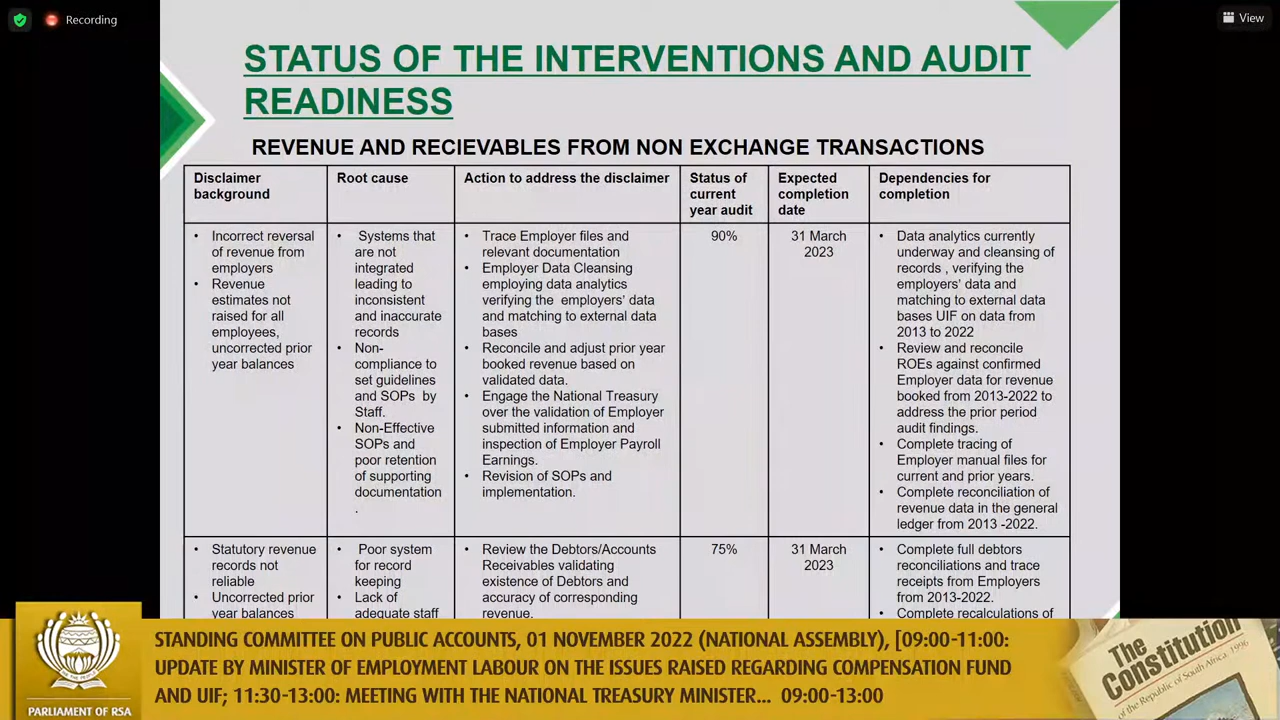 Recording
View
STATUS OF THE INTERVENTIONS AND AUDIT
READINESS
REVENUE AND RECIEVABLES FROM NON EXCHANGE TRANSACTIONS
Disclaimer
background
Root cause
Action to address the disclaimer
Status of
current
year audit
Expected
completion
date
Dependencies for
completion
• Incorrect reversal
of revenue from
employers
• Revenue
estimates not
raised for all
employees,
uncorrected prior
year balances
• Systems that
are not
integrated
leading to
inconsistent
and inaccurate
records
• Non-
compliance to
set guidelines
and SOPs by
Staff.
• Non-Effective
SOPs and
poor retention
of supporting
documentation
.
• Trace Employer files and
relevant documentation
• Employer Data Cleansing
employing data analytics
verifying the employers' data
and matching to external data
bases
• Reconcile and adjust prior year
booked revenue based on
validated data.
• Engage the National Treasury
over the validation of Employer
submitted information and
inspection of Employer Payroll
Earnings.
• Revision of SOPs and
implementation.
90%
31 March
2023
• Data analytics currently
underway and cleansing of
records , verifying the
employers' data and
matching to external data
bases UIF on data from
2013 to 2022
• Review and reconcile
ROEs against confirmed
Employer data for revenue
booked from 2013-2022 to
address the prior period
audit findings.
• Complete tracing of
Employer manual files for
current and prior years.
• Complete reconciliation of
revenue data in the general
ledger from 2013 -2022.
• Statutory revenue
records not
reliable
• Uncorrected prior
year balances
• Poor system
for record
keeping
• Lack of
adequate staff
• Review the Debtors/Accounts
Receivables validating
existence of Debtors and
accuracy of corresponding
revenue.
75%
31 March
2023
• Complete full debtors
reconciliations and trace
receipts from Employers
from 2013-2022.
• Complete recalculations of
STANDING COMMITTEE ON PUBLIC ACCOUNTS, 01 NOVEMBER 2022 (NATIONAL ASSEMBLY), [09:00-11:00:
UPDATE BY MINISTER OF EMPLOYMENT LABOUR ON THE ISSUES RAISED REGARDING COMPENSATION FUND
AND UIF; 11:30-13:00: MEETING WITH THE NATIONAL TREASURY MINISTER... 09:00-13:00
PARLIAMENT OF RSA
The
Constitution
of the Republic of South Africa, 1996